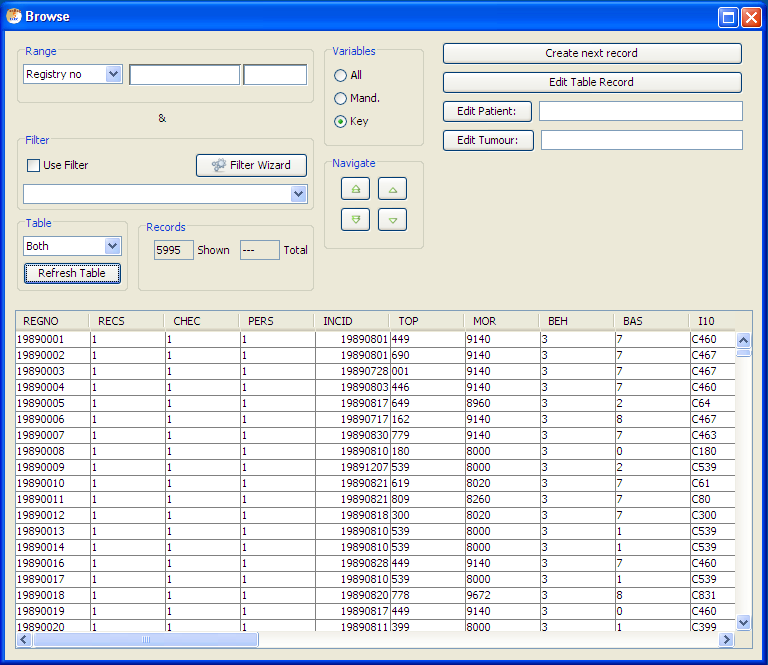 Browse
Range
Registry no
&
Filter
Use Filter
Filter Wizard
Table
Both
Refresh Table
Records
5995 Shown --- Total
Variables
All
Mand.
Key
Navigate
Create next record
Edit Table Record
Edit Patient:
Edit Tumour:
REGNO RECS CHEC PERS INCID TOP MOR BEH BAS I10
19890001 1 1 1 19890801 449 9140 3 7 C460
19890002 1 1 1 19890801 690 9140 3 7 C467
19890003 1 1 1 19890728 001 9140 3 7 C467
19890004 1 1 1 19890803 446 9140 3 7 C460
19890005 1 1 1 19890817 649 8960 3 2 C64
19890006 1 1 1 19890717 162 9140 3 8 C467
19890007 1 1 1 19890830 779 9140 3 7 C463
19890008 1 1 1 19890810 180 8000 3 0 C180
19890009 1 1 1 19891207 539 8000 3 2 C539
19890010 1 1 1 19890821 619 8020 3 7 C61
19890011 1 1 1 19890821 809 8260 3 7 C80
19890012 1 1 1 19890818 300 8020 3 7 C300
19890013 1 1 1 19890810 539 8000 3 1 C539
19890014 1 1 1 19890810 539 8000 3 1 C539
19890016 1 1 1 19890828 449 9140 3 7 C460
19890017 1 1 1 19890810 539 8000 3 1 C539
19890018 1 1 1 19890820 778 9672 3 8 C831
19890019 1 1 1 19890817 449 9140 3 0 C460
19890020 1 1 1 19890811 399 8000 3 1 C399